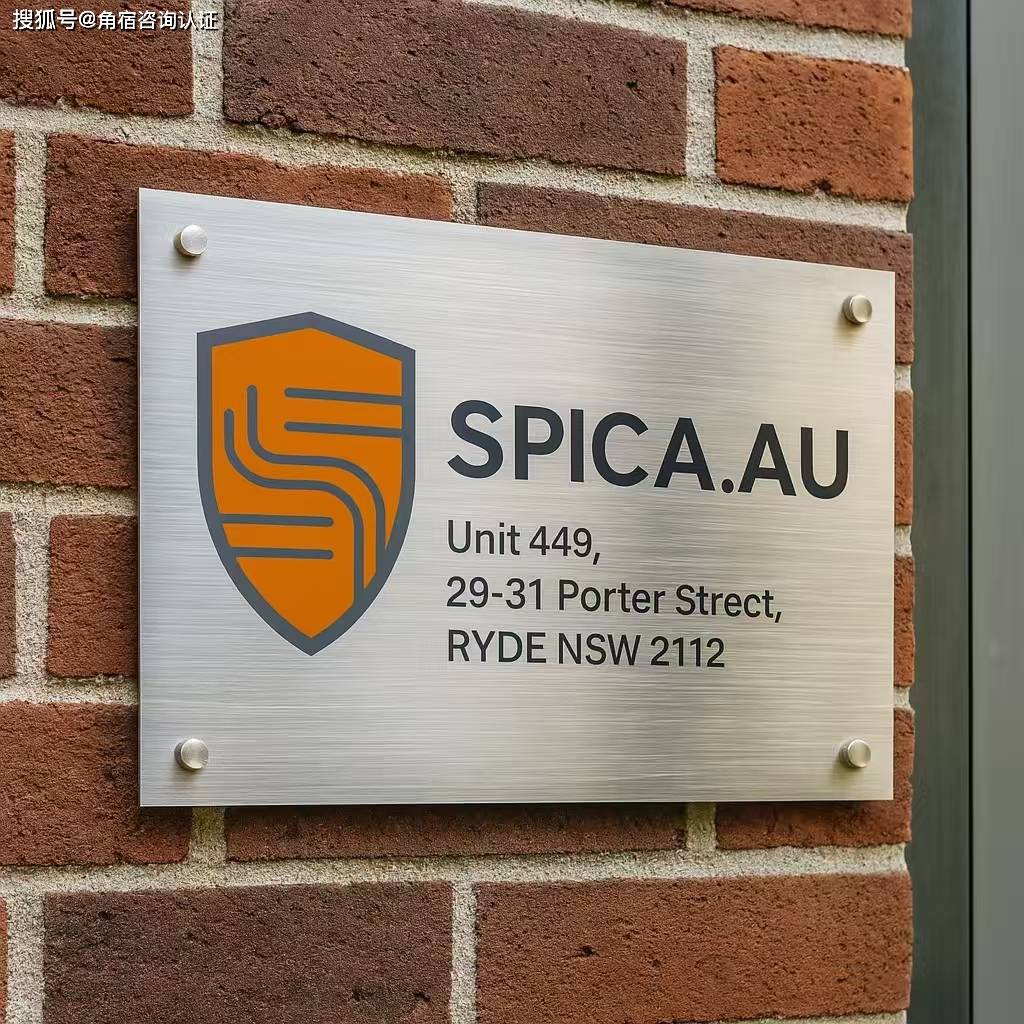 搜狐号@角宿咨询认证
SPICA.AU
Unit 449,
29-31 Porter Strect,
RYDE NSW 2112